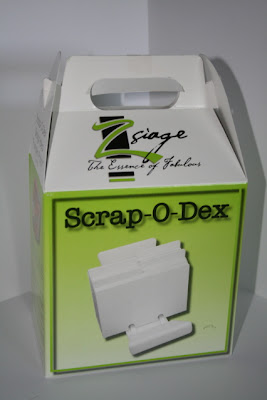 Zsiage
The Essence of Fabulous
Scrap-O-Dex